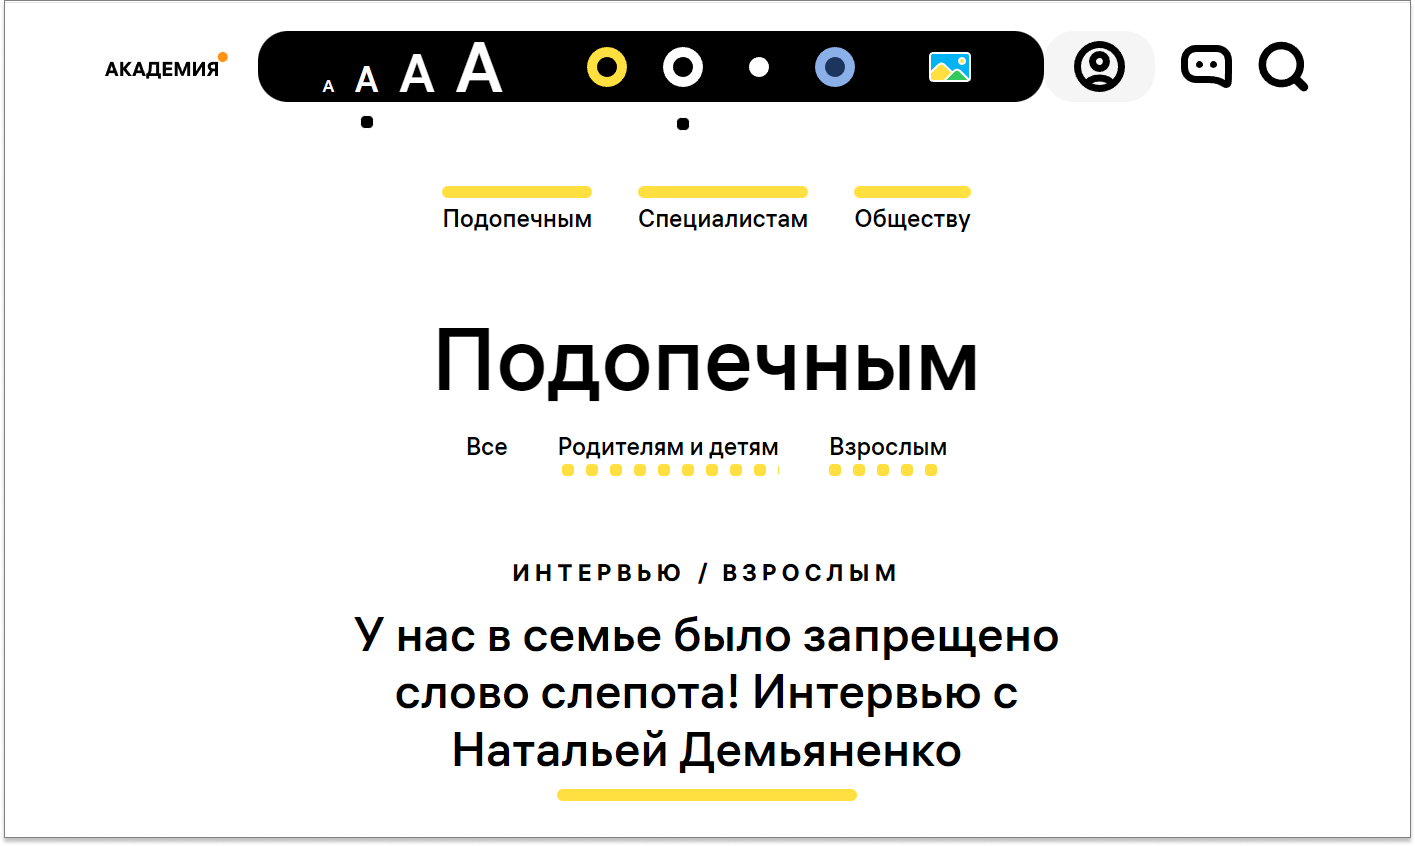 АКАДЕМИЯ
А А А А
Подопечным Специалистам Обществу
Подопечным
Все Родителям и детям Взрослым
ИНТЕРВЬЮ / ВЗРОСЛЫМ
У нас в семье было запрещено
слово слепота! Интервью с
Натальей Демьяненко